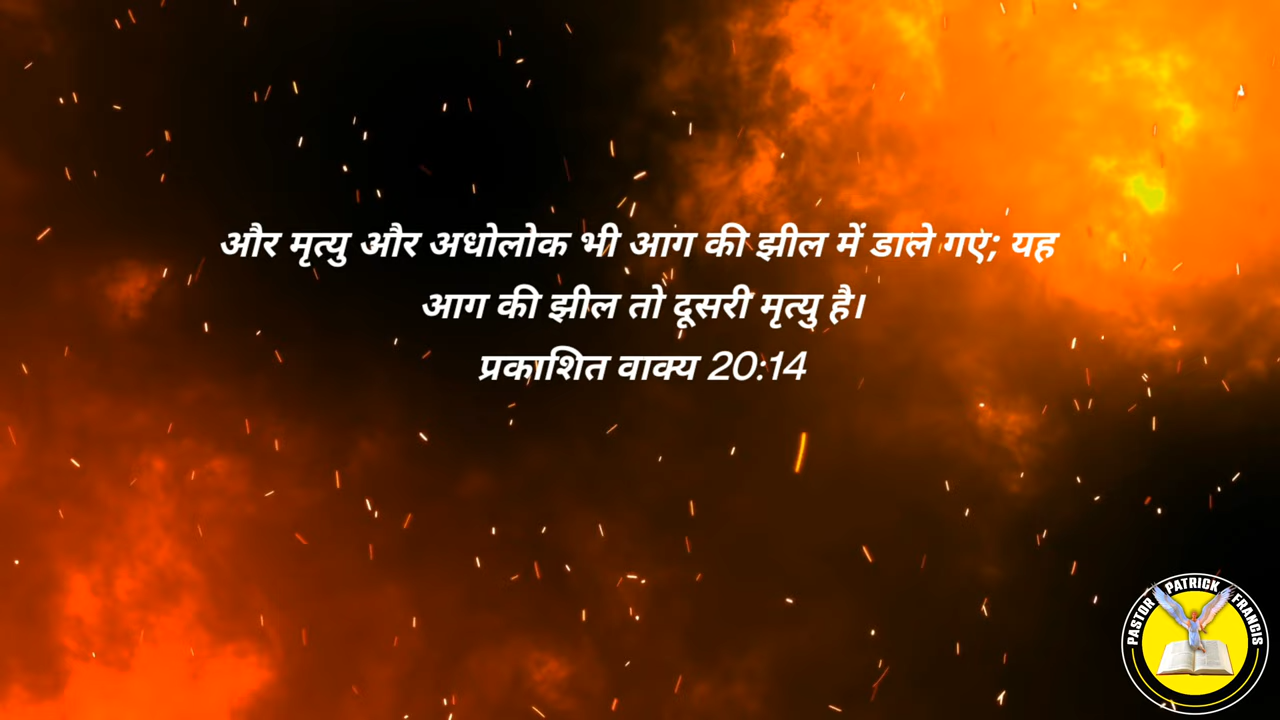 और मृत्यु और अधोलोक भी आग की झील में डाले गए; यह
आग की झील तो दूसरी मृत्यु है।
प्रकाशित वाक्य 20:14
PASTOR PATRICK FRANCIS